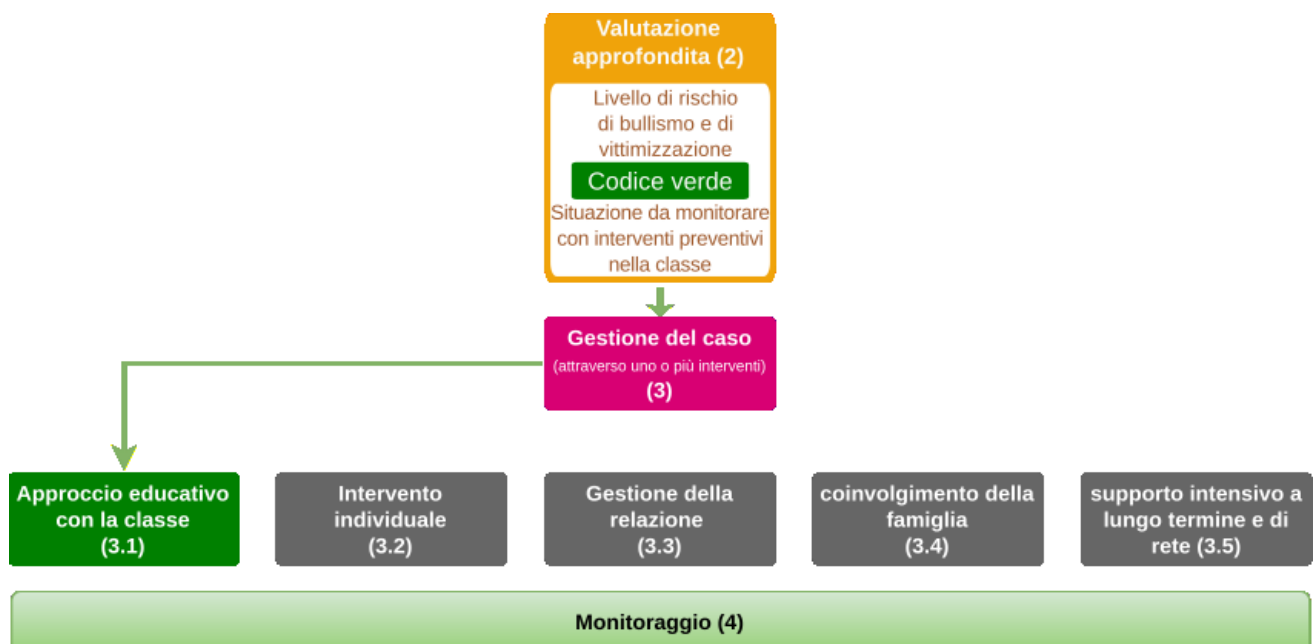 Valutazione
approfondita (2)
Livello di rischio
di bullismo e di
vittimizzazione
Codice verde
Situazione da monitorare
con interventi preventivi
nella classe
Gestione del caso
(attraverso uno o più interventi)
(3)
Approccio educativo
con la classe
(3.1)
Intervento
individuale
(3.2)
Gestione della
relazione
(3.3)
coinvolgimento della
famiglia
(3.4)
supporto intensivo a
lungo termine e di
rete (3.5)
Monitoraggio (4)